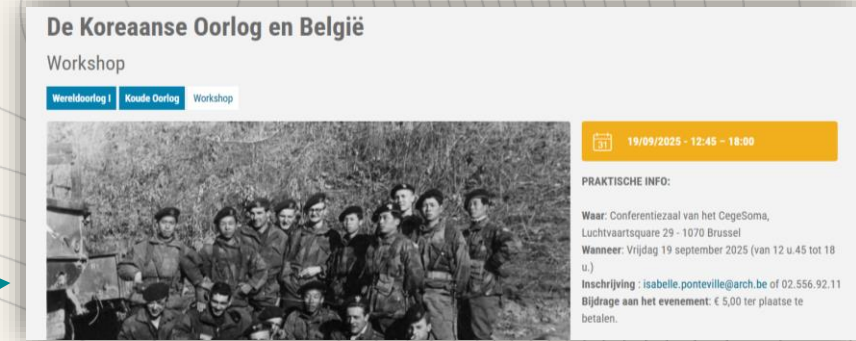 De Koreaanse Oorlog en België
Workshop
Wereldoorlog I Koude Oorlog Workshop
31 19/09/2025 - 12:45 – 18:00
PRAKTISCHE INFO:
Waar: Conferentiezaal van het CegeSoma,
Luchtvaartsquare 29 - 1070 Brussel
Wanneer: Vrijdag 19 september 2025 (van 12 u.45 tot 18
u.)
Inschrijving : isabelle.ponteville@arch.be of 02.556.92.11
Bijdrage aan het evenement: € 5,00 ter plaatse te
betalen.